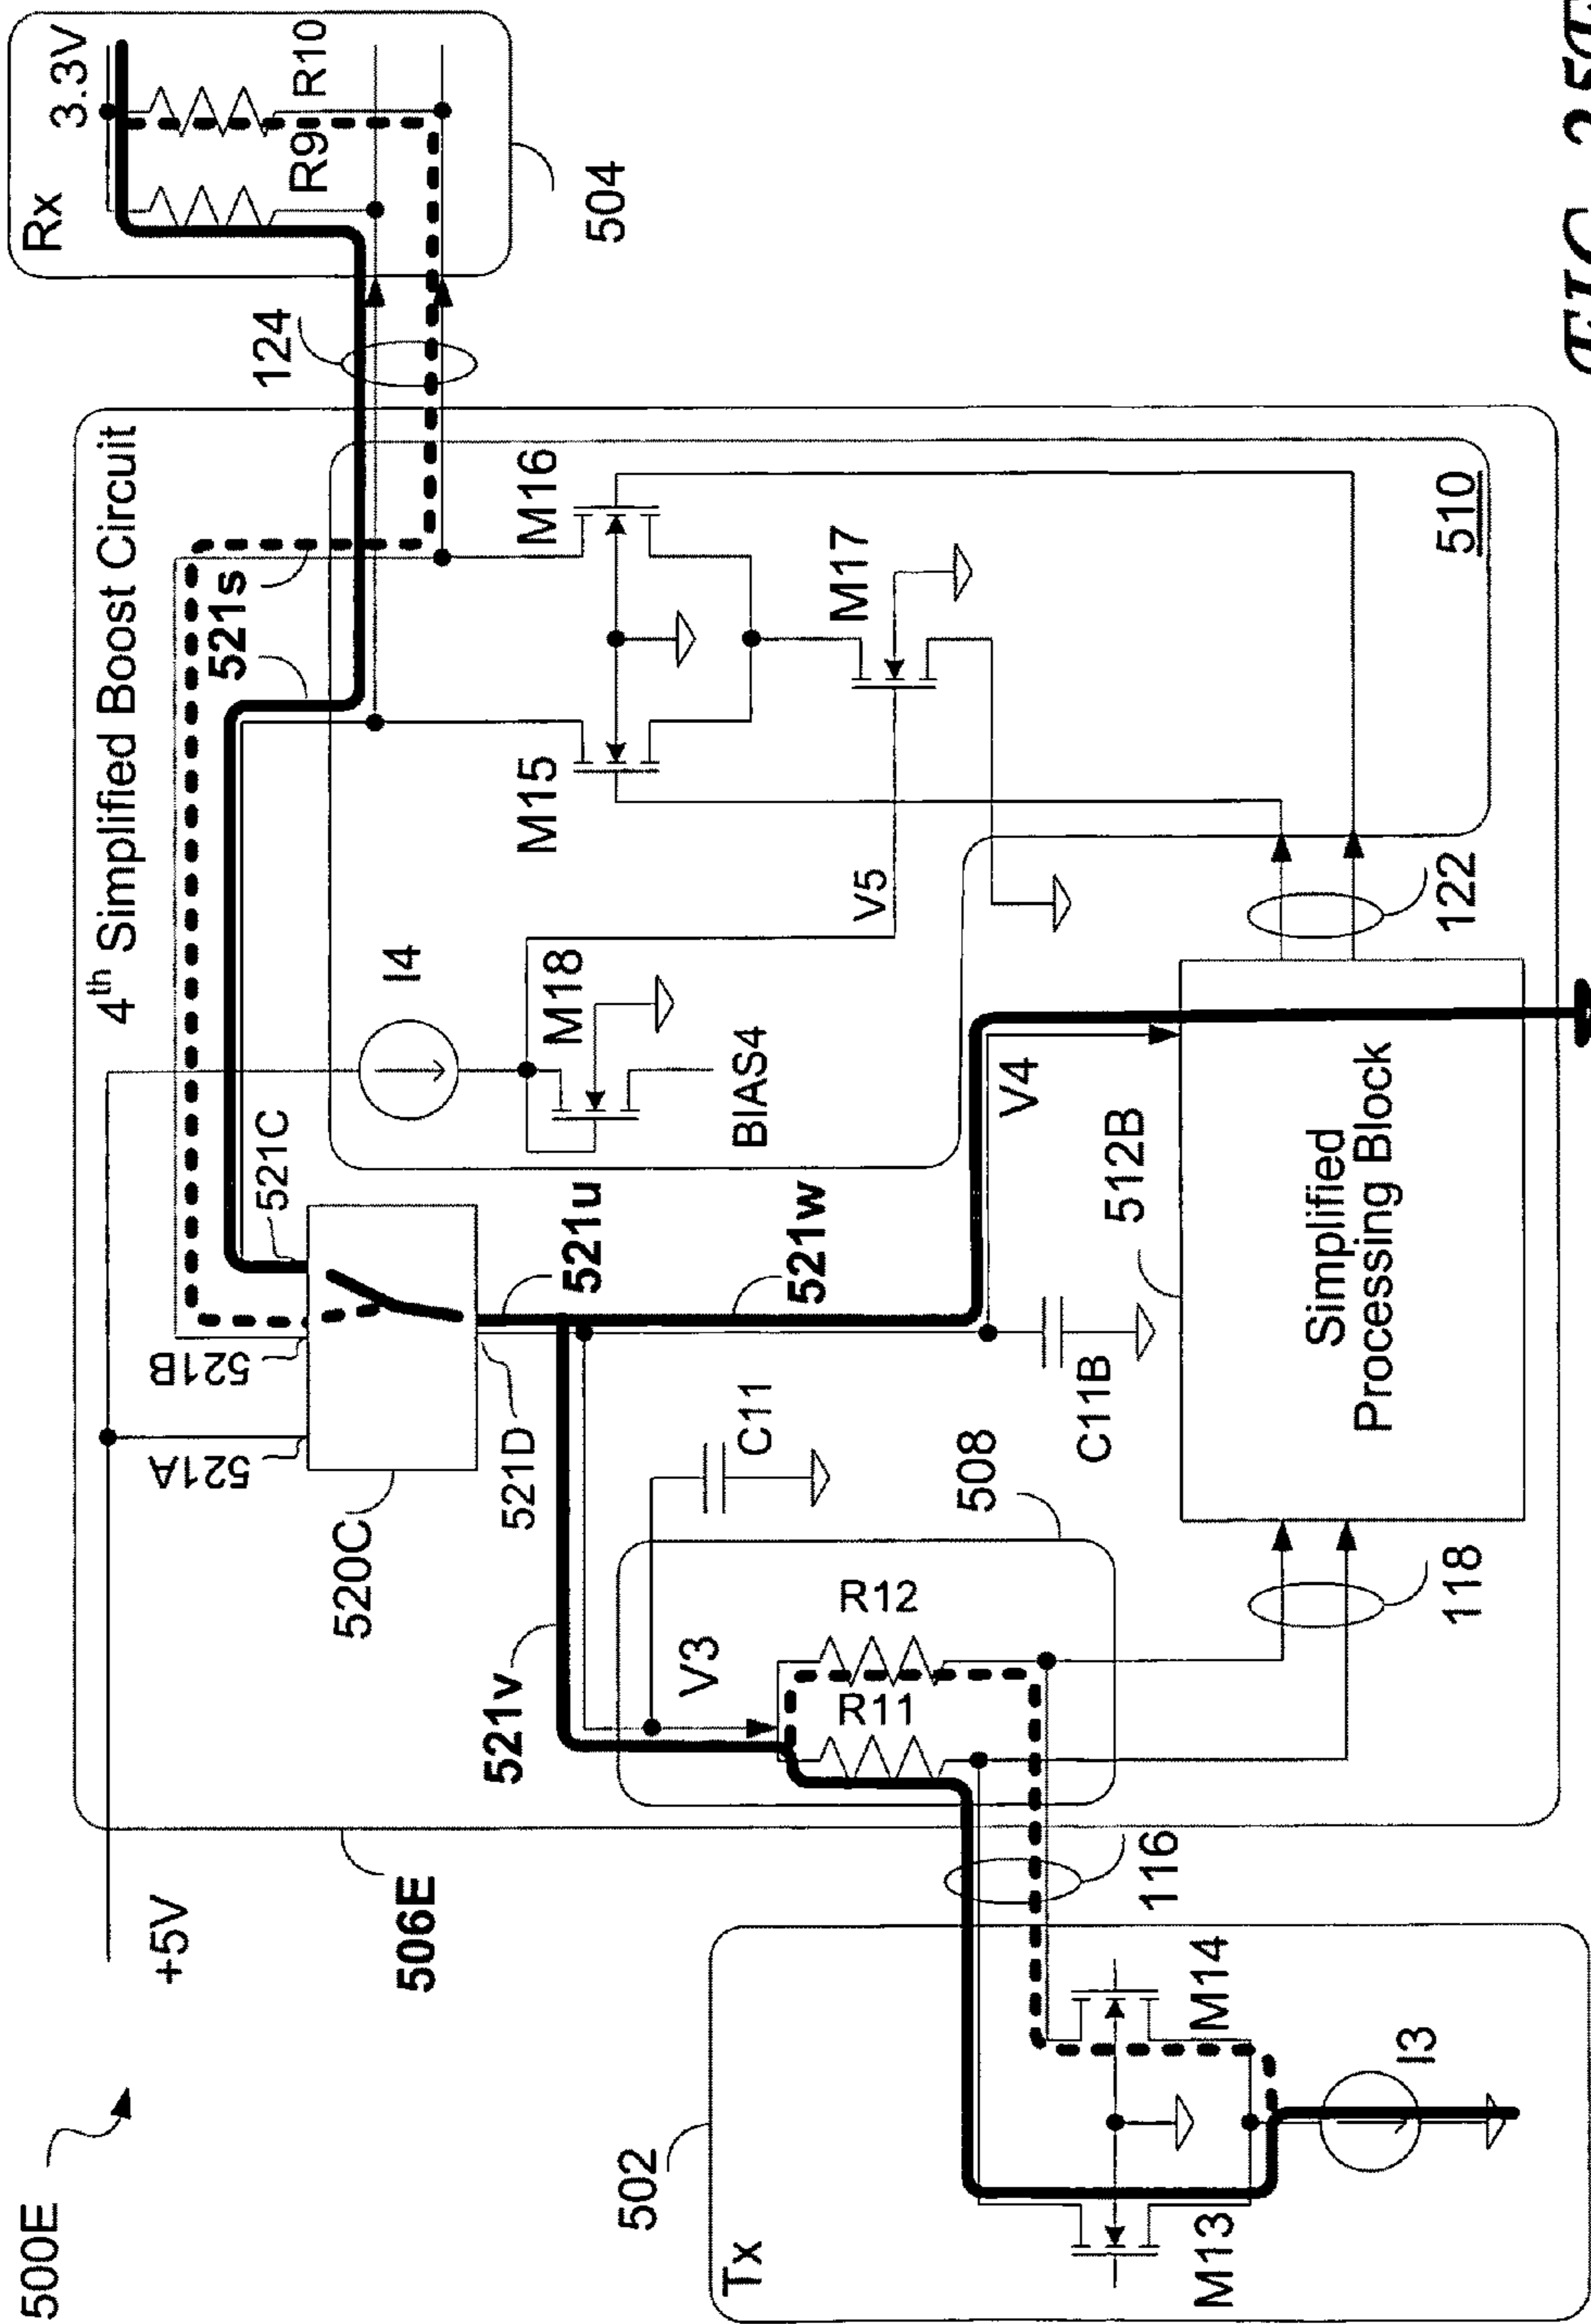 500E
+5V
506E
4th Simplified Boost Circuit
Rx
3.3V
R9
R10
504
124
521s
521A
521B
521C
520C
521D
521u
521v
521w
I4
M18
BIAS4
M15
M16
M17
V5
510
C11
V3
R11
R12
508
C11B
V4
512B
Simplified
Processing Block
122
118
116
502
Tx
M13
M14
I3